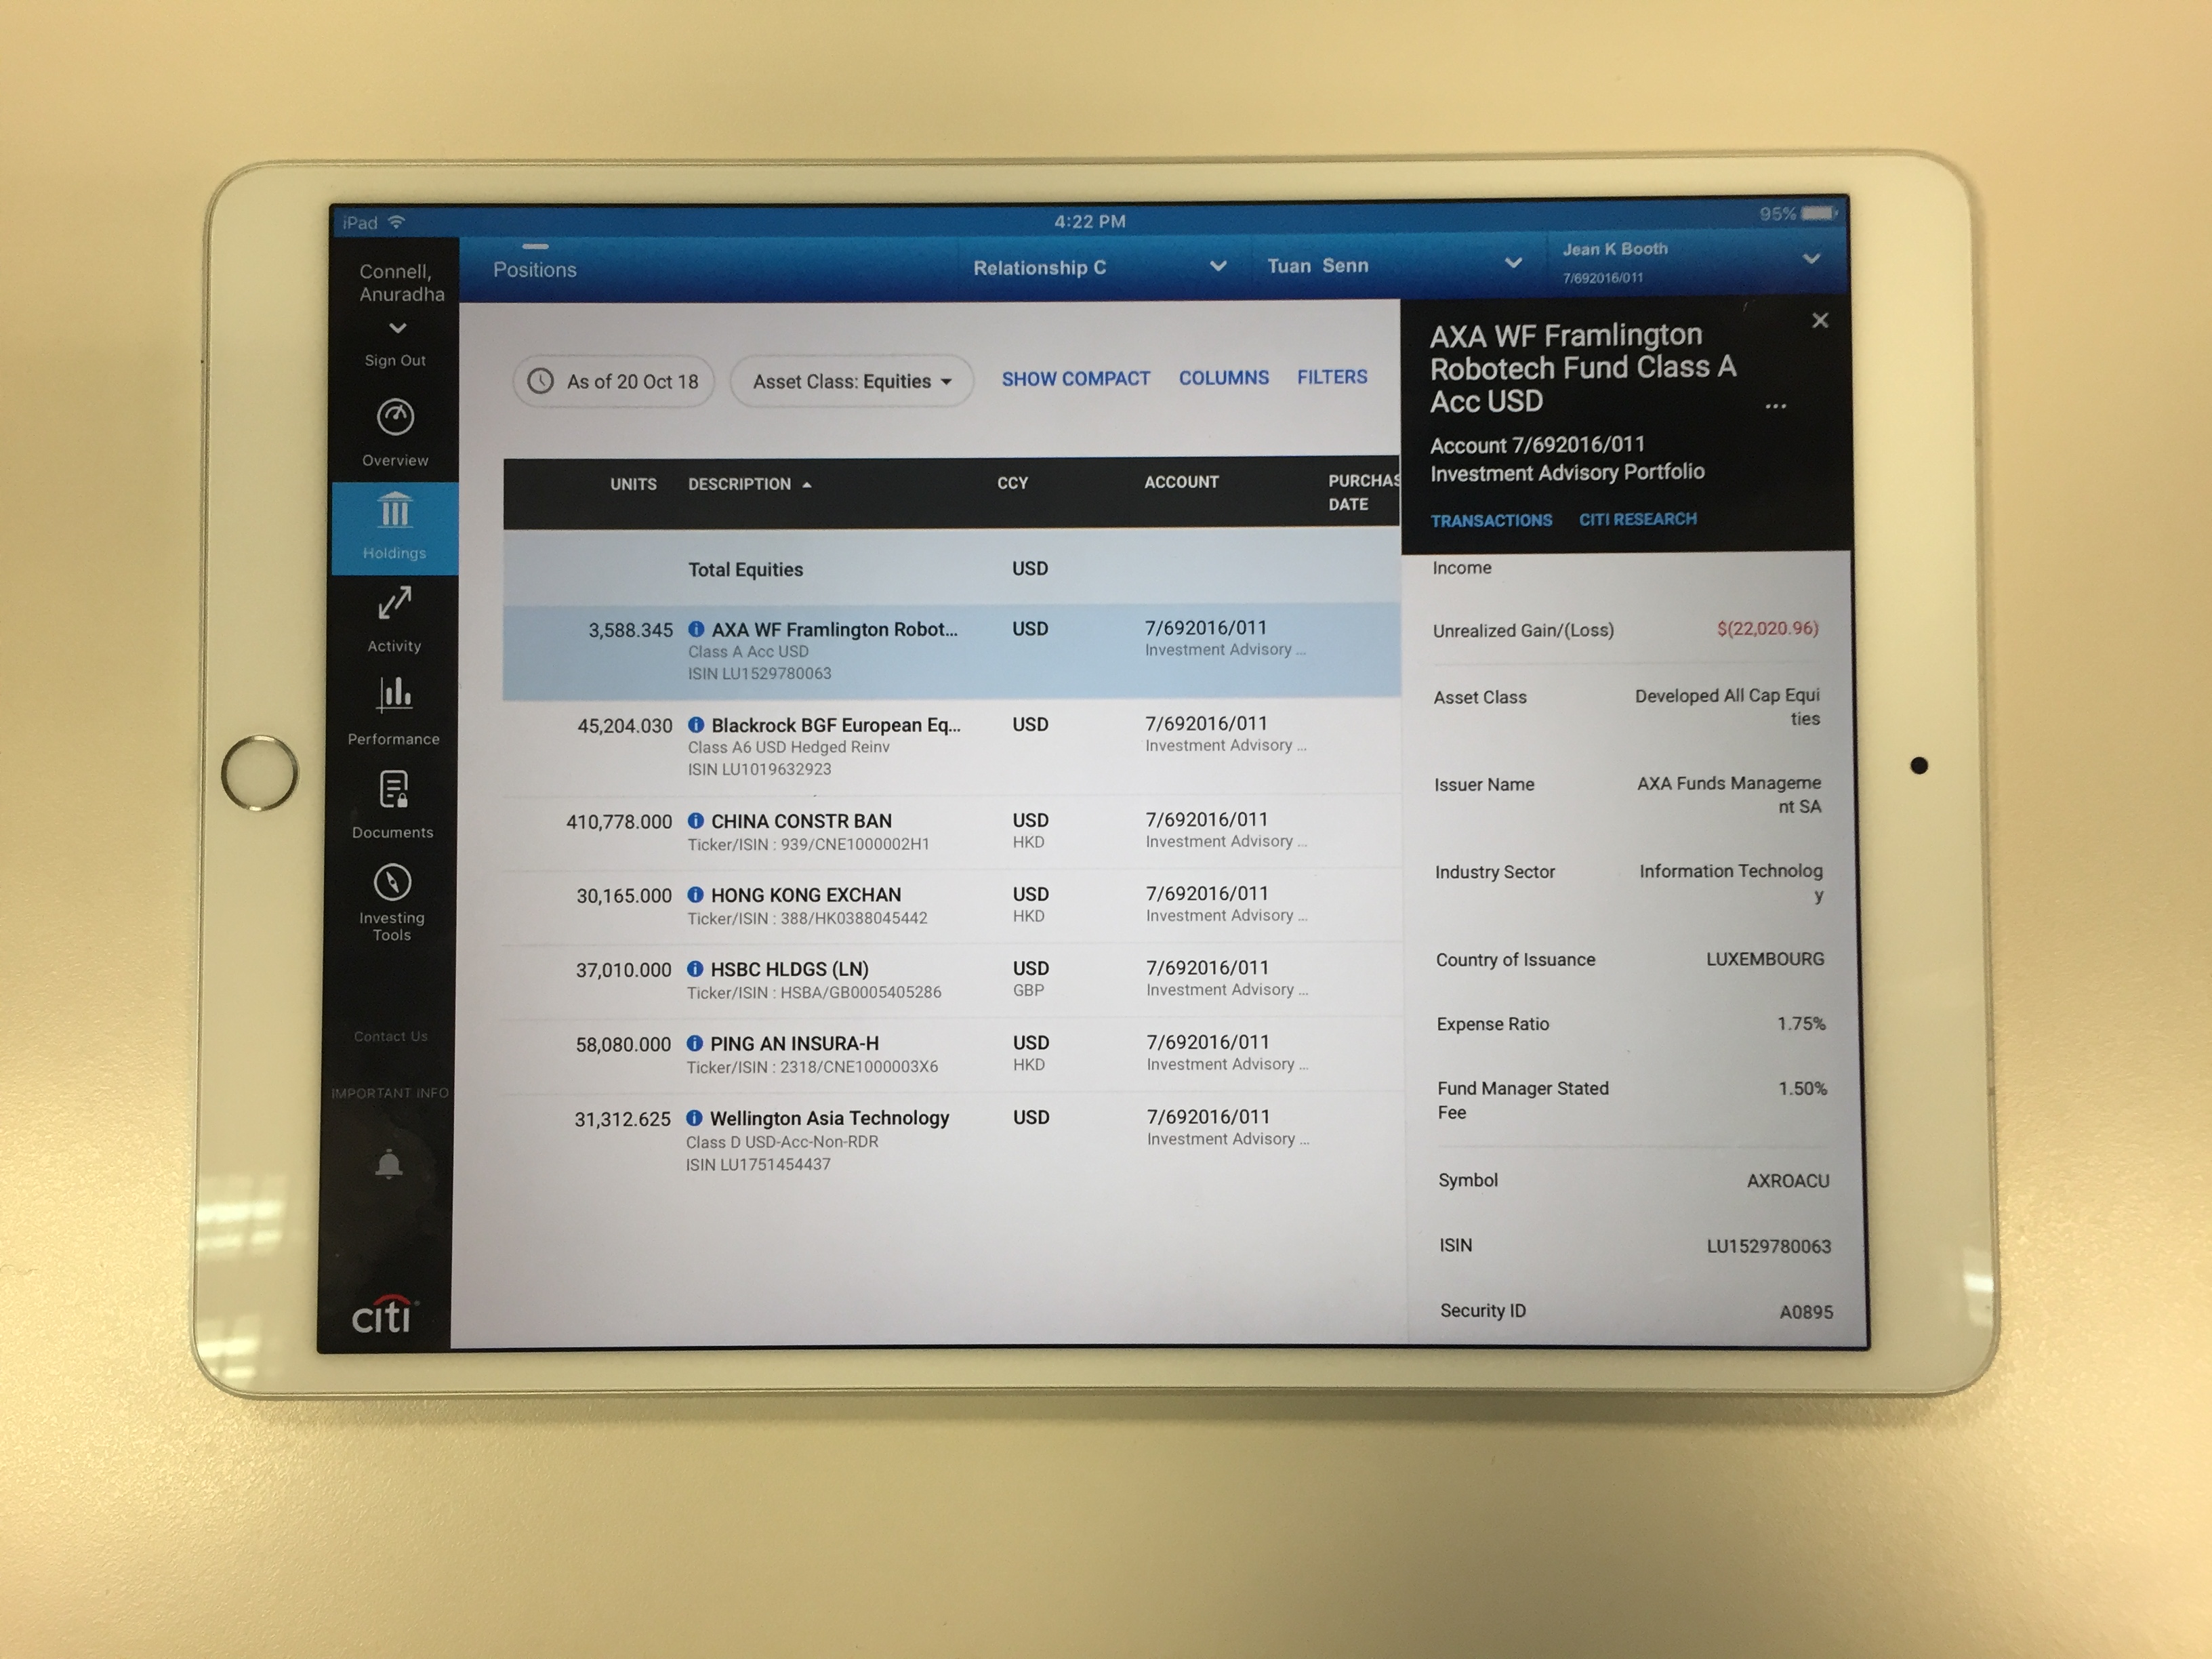 iPad
4:22 PM
95%
Connell,
Anuradha
Sign Out
Overview
Holdings
Activity
Performance
Documents
Investing
Tools
Contact Us
IMPORTANT INFO
citi
Positions
Relationship C
Tuan Senn
Jean K Booth
7/692016/011
As of 20 Oct 18
Asset Class: Equities
SHOW COMPACT
COLUMNS
FILTERS
UNITS DESCRIPTION CCY ACCOUNT PURCHAS
DATE
Total Equities USD
3,588.345 AXA WF Framlington Robot... USD 7/692016/011
Class A Acc USD Investment Advisory ...
ISIN LU1529780063
45,204.030 Blackrock BGF European Eq... USD 7/692016/011
Class A6 USD Hedged Reinv Investment Advisory ...
ISIN LU1019632923
410,778.000 CHINA CONSTR BAN USD 7/692016/011
Ticker/ISIN : 939/CNE1000002H1 HKD Investment Advisory ...
30,165.000 HONG KONG EXCHAN USD 7/692016/011
Ticker/ISIN : 388/HK0388045442 HKD Investment Advisory ...
37,010.000 HSBC HLDGS (LN) USD 7/692016/011
Ticker/ISIN : HSBA/GB0005405286 GBP Investment Advisory ...
58,080.000 PING AN INSURA-H USD 7/692016/011
Ticker/ISIN : 2318/CNE1000003X6 HKD Investment Advisory ...
31,312.625 Wellington Asia Technology USD 7/692016/011
Class D USD-Acc-Non-RDR Investment Advisory ...
ISIN LU1751454437
AXA WF Framlington
Robotech Fund Class A
Acc USD
Account 7/692016/011
Investment Advisory Portfolio
TRANSACTIONS CITI RESEARCH
Income
Unrealized Gain/(Loss) $(22,020.96)
Asset Class Developed All Cap Equi
ties
Issuer Name AXA Funds Manageme
nt SA
Industry Sector Information Technolog
y
Country of Issuance LUXEMBOURG
Expense Ratio 1.75%
Fund Manager Stated 1.50%
Fee
Symbol AXROACU
ISIN LU1529780063
Security ID A0895